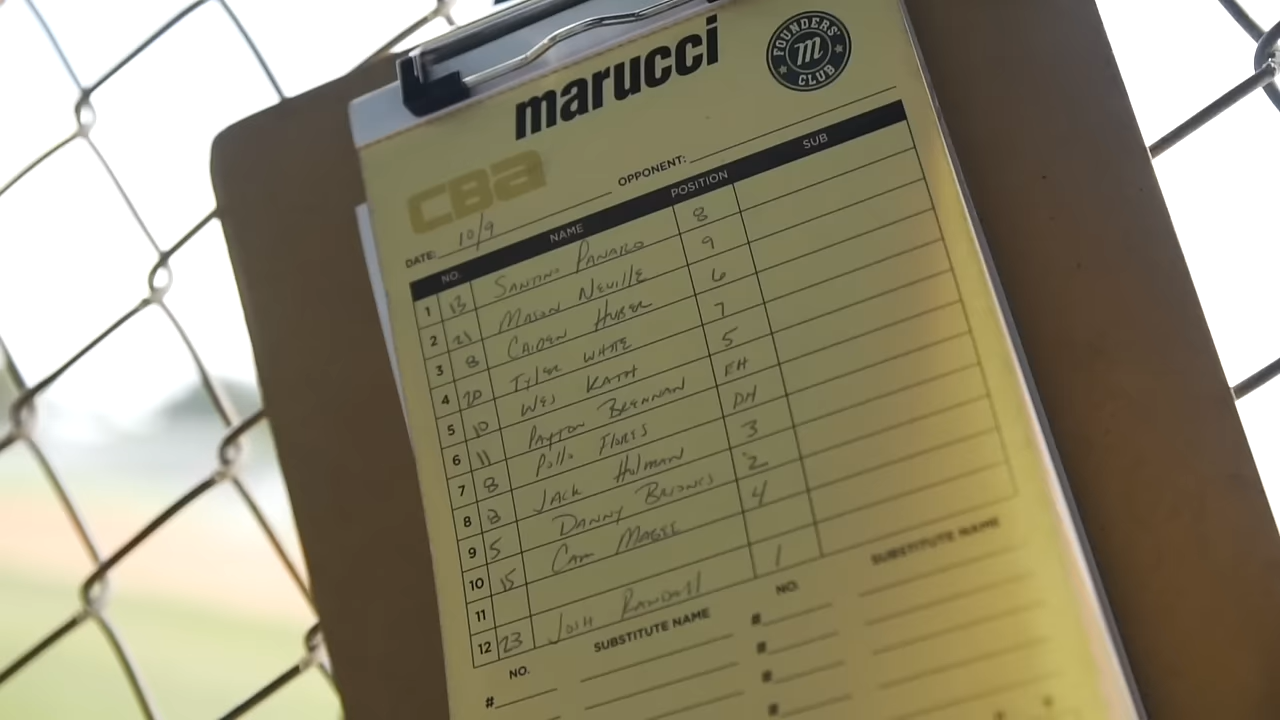 marucci
FOUNDERS' m CLUB
CBA
DATE: 10/9 OPPONENT:
NO. NAME POSITION SUB
1 13 SANTINO PANARO 8
2 21 MASON NEVILLE 9
3 8 CAIDEN HUBER 6
4 20 TYLER WHITE 7
5 10 WES KATH 5
6 11 PAYTON BRENNAN EH
7 8 POLLO FLORES DH
8 3 JACK HOLMAN 3
9 5 DANNY BRIONES 2
10 15 CAM MAGEE 4
11
12 23 JOSH RANDALL 1
NO. SUBSTITUTE NAME NO. SUBSTITUTE NAME
# #
#
#
#